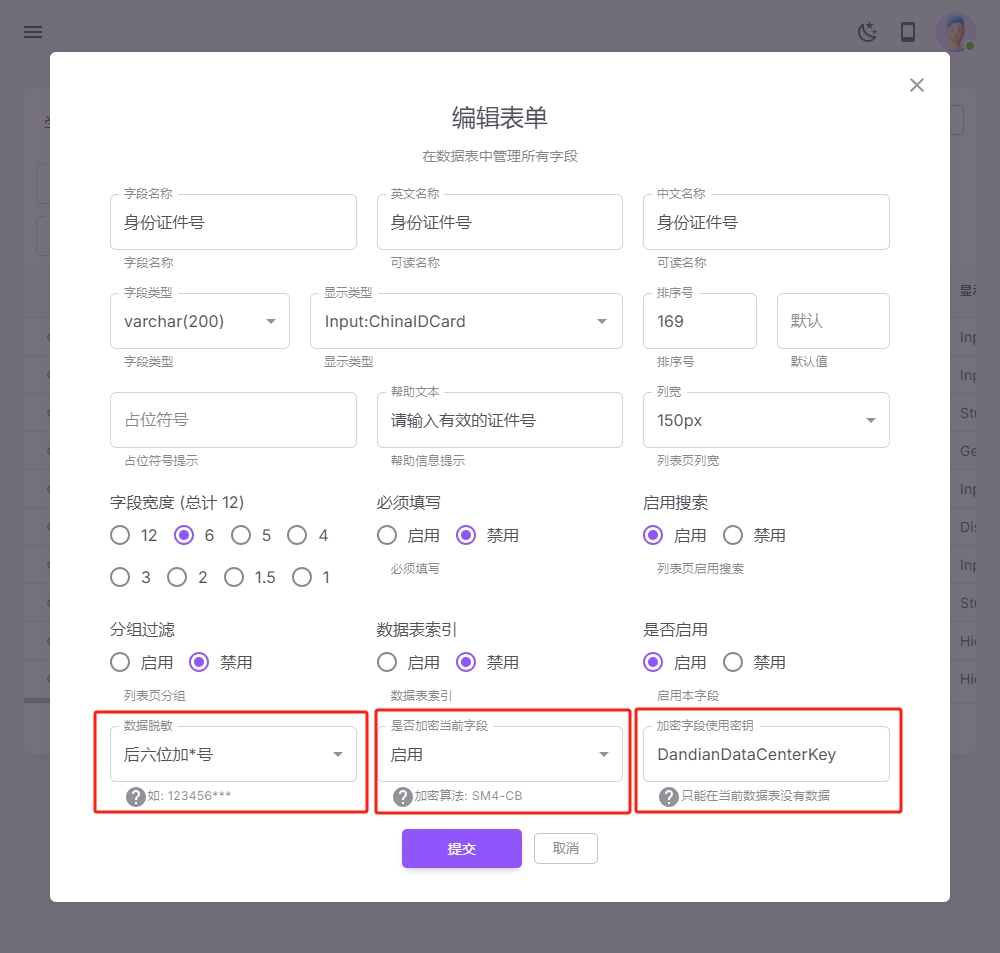 编辑表单
在数据表中管理所有字段
字段名称
身份证件号
字段名称
英文名称
身份证件号
可读名称
中文名称
身份证件号
可读名称
字段类型
varchar(200)
字段类型
显示类型
Input:ChinaIDCard
显示类型
排序号
169
排序号
默认
默认值
占位符号
占位符号提示
帮助文本
请输入有效的证件号
帮助信息提示
列宽
150px
列表页列宽
字段宽度 (总计 12)
12 6 5 4
3 2 1.5 1
必须填写
启用 禁用
必须填写
启用搜索
启用 禁用
列表页启用搜索
分组过滤
启用 禁用
列表页分组
数据表索引
启用 禁用
数据表索引
是否启用
启用 禁用
启用本字段
数据脱敏
后六位加*号
如: 123456***
是否加密当前字段
启用
加密算法: SM4-CB
加密字段使用密钥
DandianDataCenterKey
只能在当前数据表没有数据
提交
取消
Inp
Inp
Stu
Ge
Inp
Dis
Inp
Stu
Hid
Hid